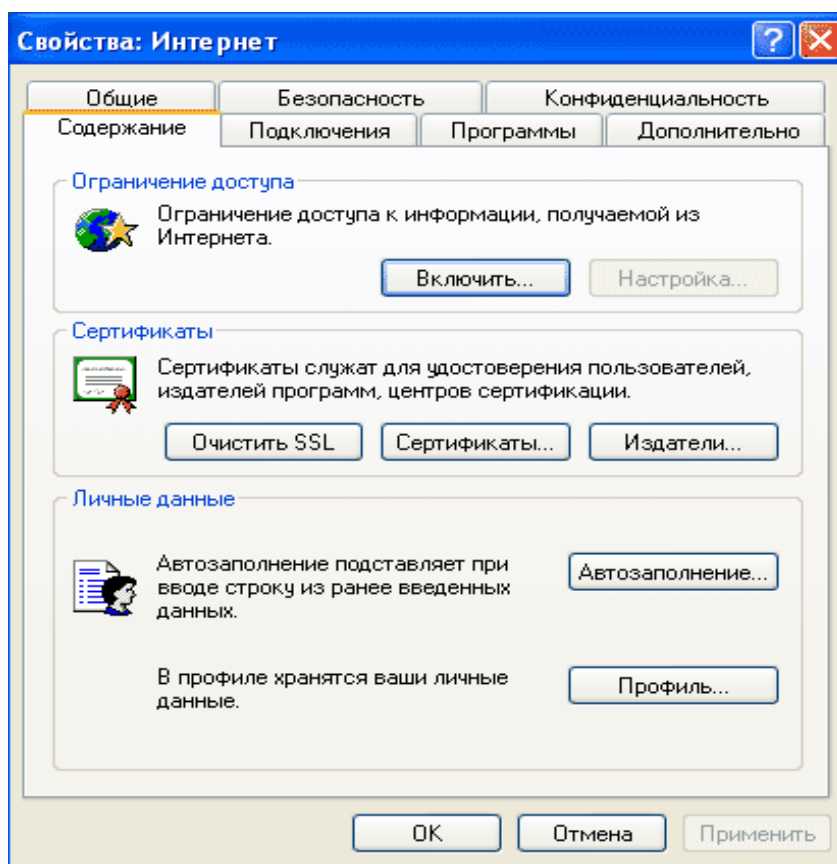 Свойства: Интернет
Общие Безопасность Конфиденциальность
Содержание Подключения Программы Дополнительно
Ограничение доступа
Ограничение доступа к информации, получаемой из
Интернета.
Включить... Настройка...
Сертификаты
Сертификаты служат для удостоверения пользователей,
издателей программ, центров сертификации.
Очистить SSL Сертификаты... Издатели...
Личные данные
Автозаполнение подставляет при
вводе строку из ранее введенных
данных.
Автозаполнение...
В профиле хранятся ваши личные
данные.
Профиль...
OK Отмена Применить